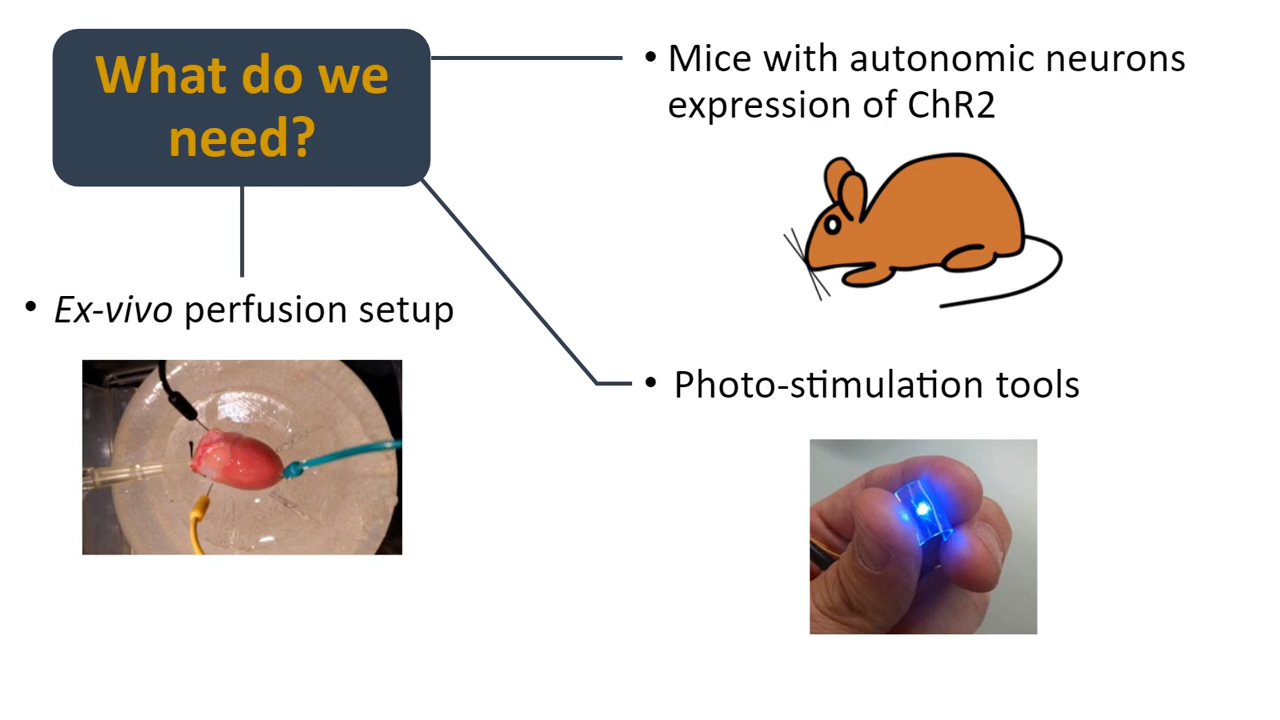 What do we
need?
• Mice with autonomic neurons
expression of ChR2
• Ex-vivo perfusion setup
• Photo-stimulation tools